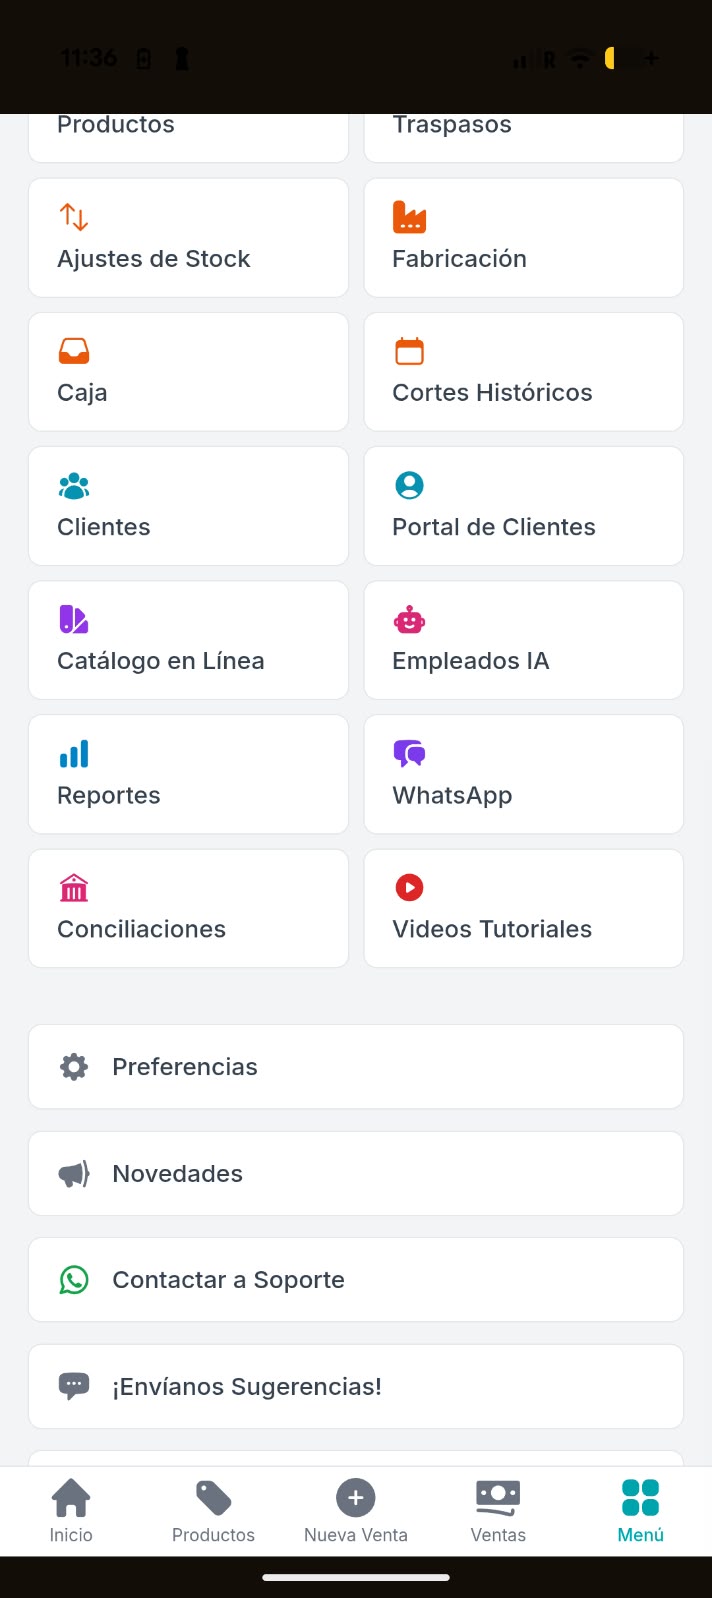 11:36
R
Productos
Traspasos
Ajustes de Stock
Fabricación
Caja
Cortes Históricos
Clientes
Portal de Clientes
Catálogo en Línea
Empleados IA
Reportes
WhatsApp
Conciliaciones
Videos Tutoriales
Preferencias
Novedades
Contactar a Soporte
¡Envíanos Sugerencias!
Inicio
Productos
Nueva Venta
Ventas
Menú